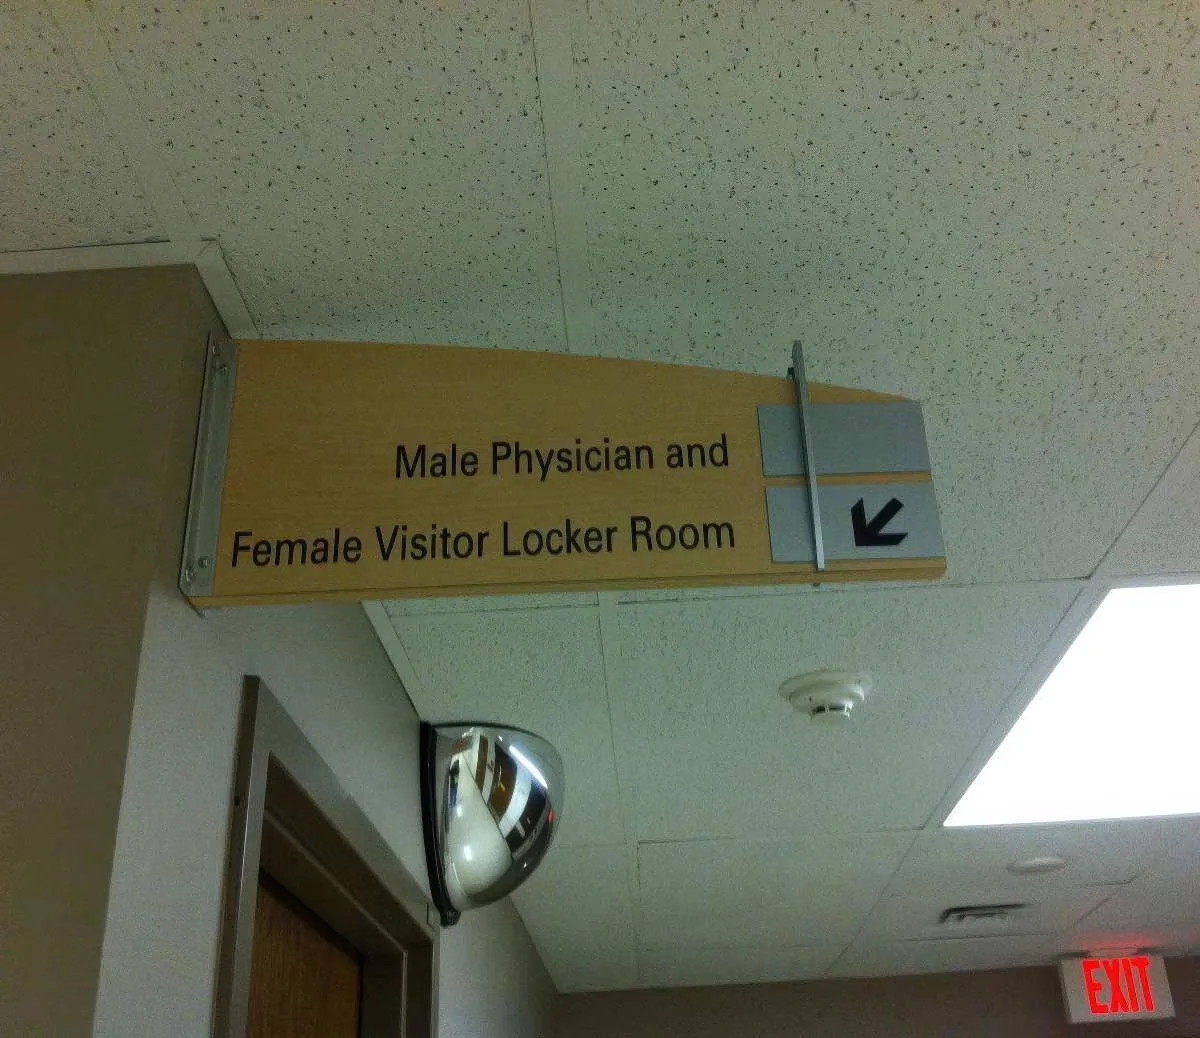 Male Physician and
Female Visitor Locker Room
EXIT